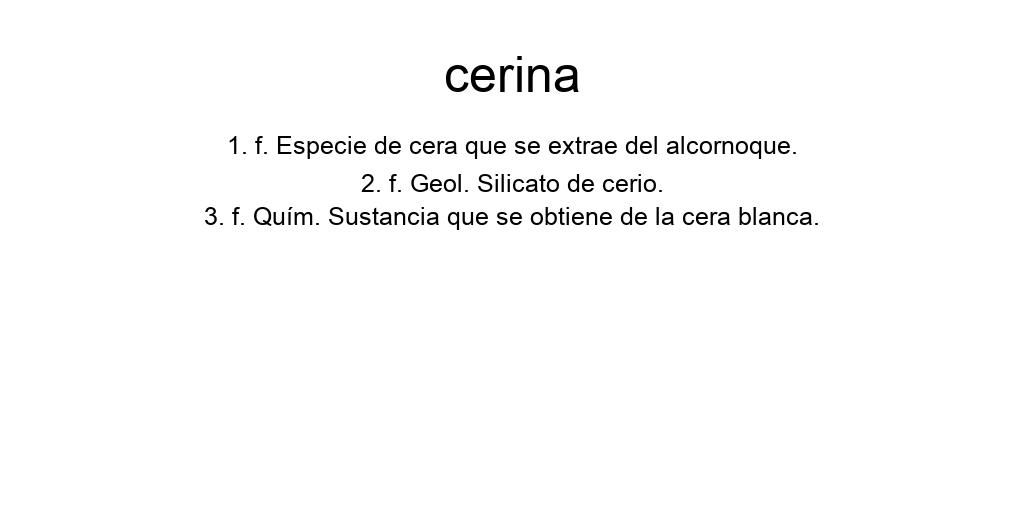 cerina
1. f. Especie de cera que se extrae del alcornoque.
2. f. Geol. Silicato de cerio.
3. f. Quím. Sustancia que se obtiene de la cera blanca.